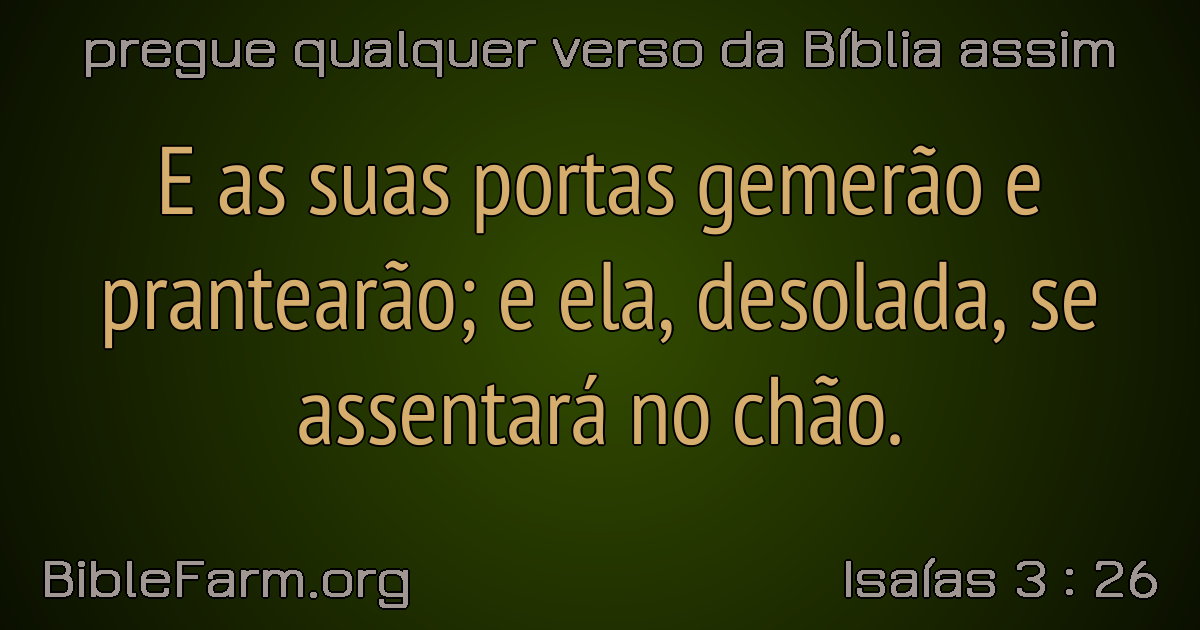 pregue qualquer verso da Bíblia assim
E as suas portas gemerão e
prantearão; e ela, desolada, se
assentará no chão.
BibleFarm.org
Isaías 3 : 26